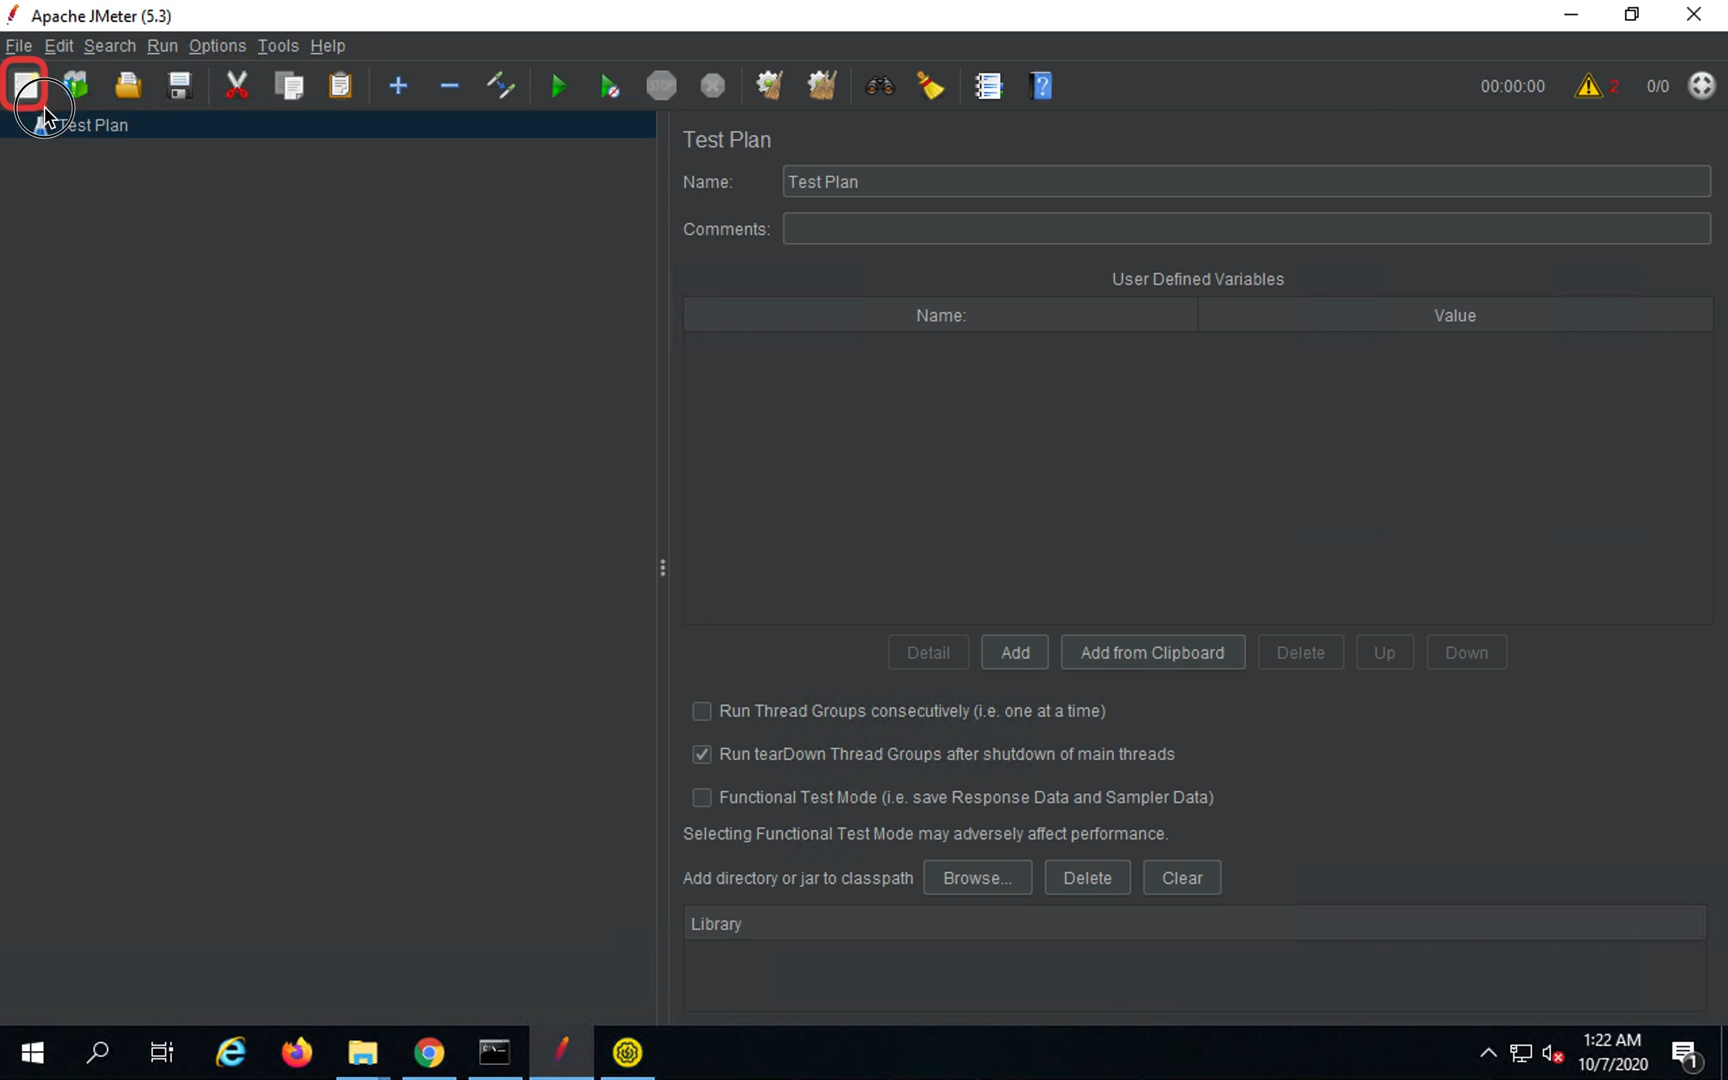 Apache JMeter (5.3)
File Edit Search Run Options Tools Help
STOP
00:00:00 2 0/0
Test Plan
Test Plan
Name: Test Plan
Comments:
User Defined Variables
Name: Value
Detail Add Add from Clipboard Delete Up Down
Run Thread Groups consecutively (i.e. one at a time)
Run tearDown Thread Groups after shutdown of main threads
Functional Test Mode (i.e. save Response Data and Sampler Data)
Selecting Functional Test Mode may adversely affect performance.
Add directory or jar to classpath Browse... Delete Clear
Library
1:22 AM
10/7/2020
1